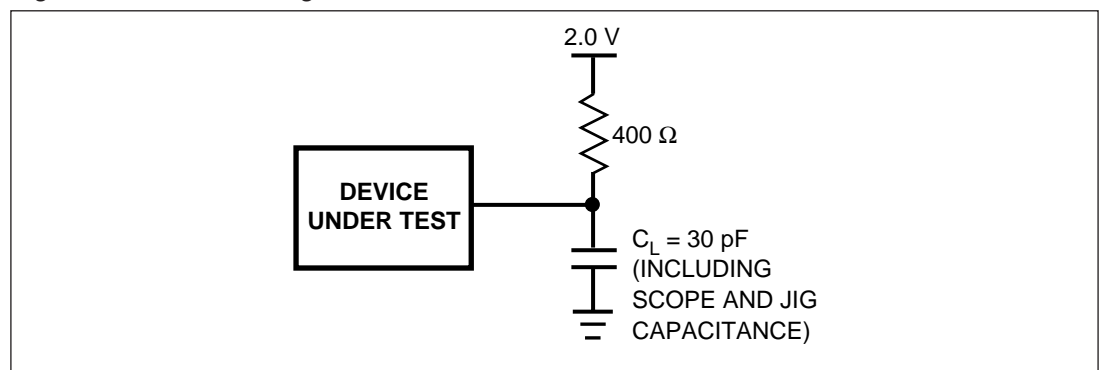 2.0 V
400 Ω
DEVICE
UNDER TEST
C_L = 30 pF
(INCLUDING
SCOPE AND JIG
CAPACITANCE)